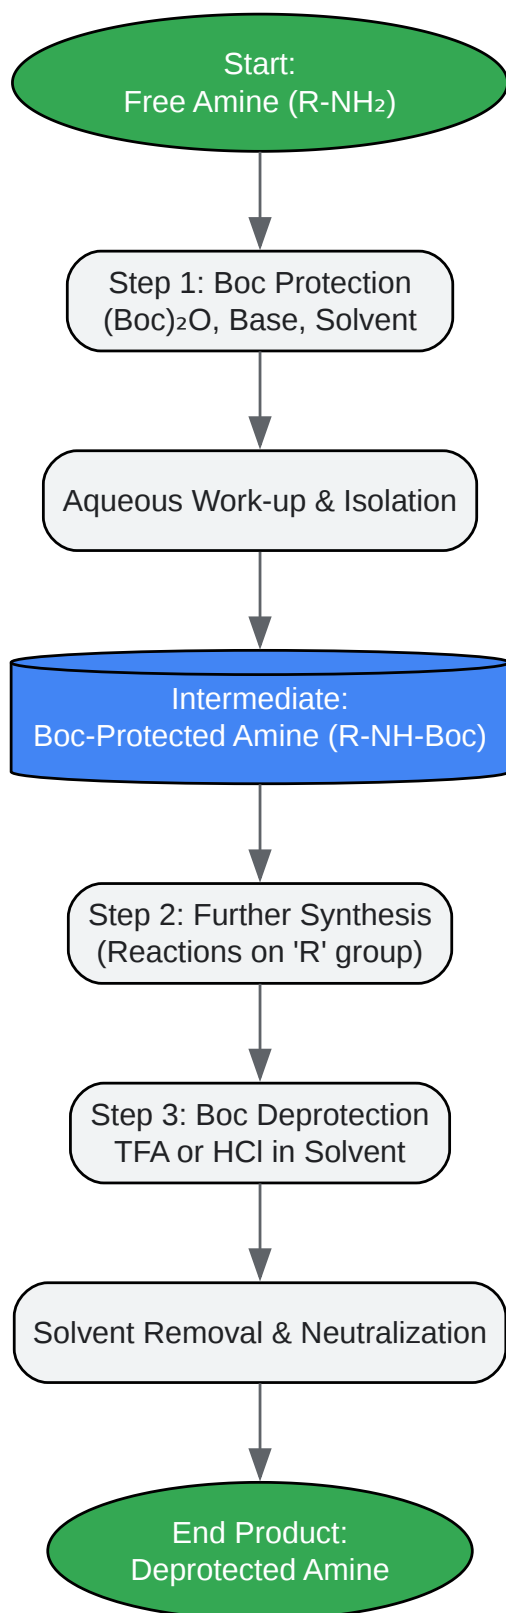 Start:
Free Amine (R-NH₂)
Step 1: Boc Protection
(Boc)₂O, Base, Solvent
Aqueous Work-up & Isolation
Intermediate:
Boc-Protected Amine (R-NH-Boc)
Step 2: Further Synthesis
(Reactions on 'R' group)
Step 3: Boc Deprotection
TFA or HCl in Solvent
Solvent Removal & Neutralization
End Product:
Deprotected Amine